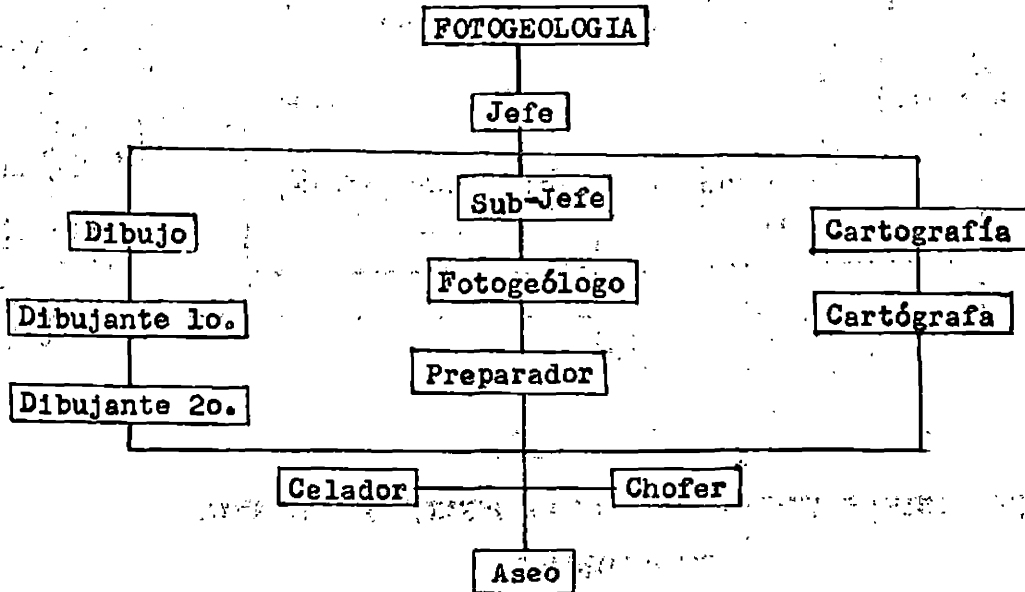 FOTOGEOLOGIA
Jefe
Sub-Jefe
Dibujo
Cartografía
Fotogeólogo
Dibujante 1o.
Cartógrafa
Preparador
Dibujante 2o.
Celador
Chofer
Aseo